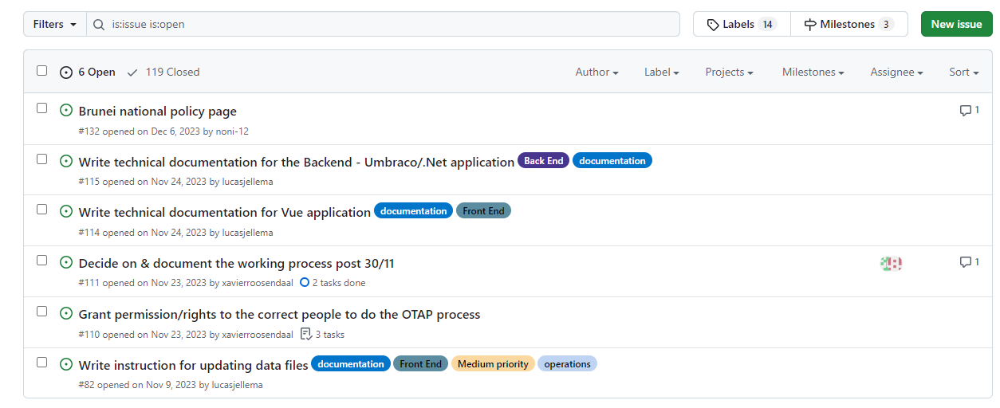 Filters is:issue is:open Labels 14 Milestones 3 New issue
6 Open 119 Closed Author Label Projects Milestones Assignee Sort
Brunei national policy page 1
#132 opened on Dec 6, 2023 by noni-12
Write technical documentation for the Backend - Umbraco/.Net application Back End documentation
#115 opened on Nov 24, 2023 by lucasjellema
Write technical documentation for Vue application documentation Front End
#114 opened on Nov 24, 2023 by lucasjellema
Decide on & document the working process post 30/11 1
#111 opened on Nov 23, 2023 by xavierroosendaal 2 tasks done
Grant permission/rights to the correct people to do the OTAP process
#110 opened on Nov 23, 2023 by xavierroosendaal 3 tasks
Write instruction for updating data files documentation Front End Medium priority operations
#82 opened on Nov 9, 2023 by lucasjellema